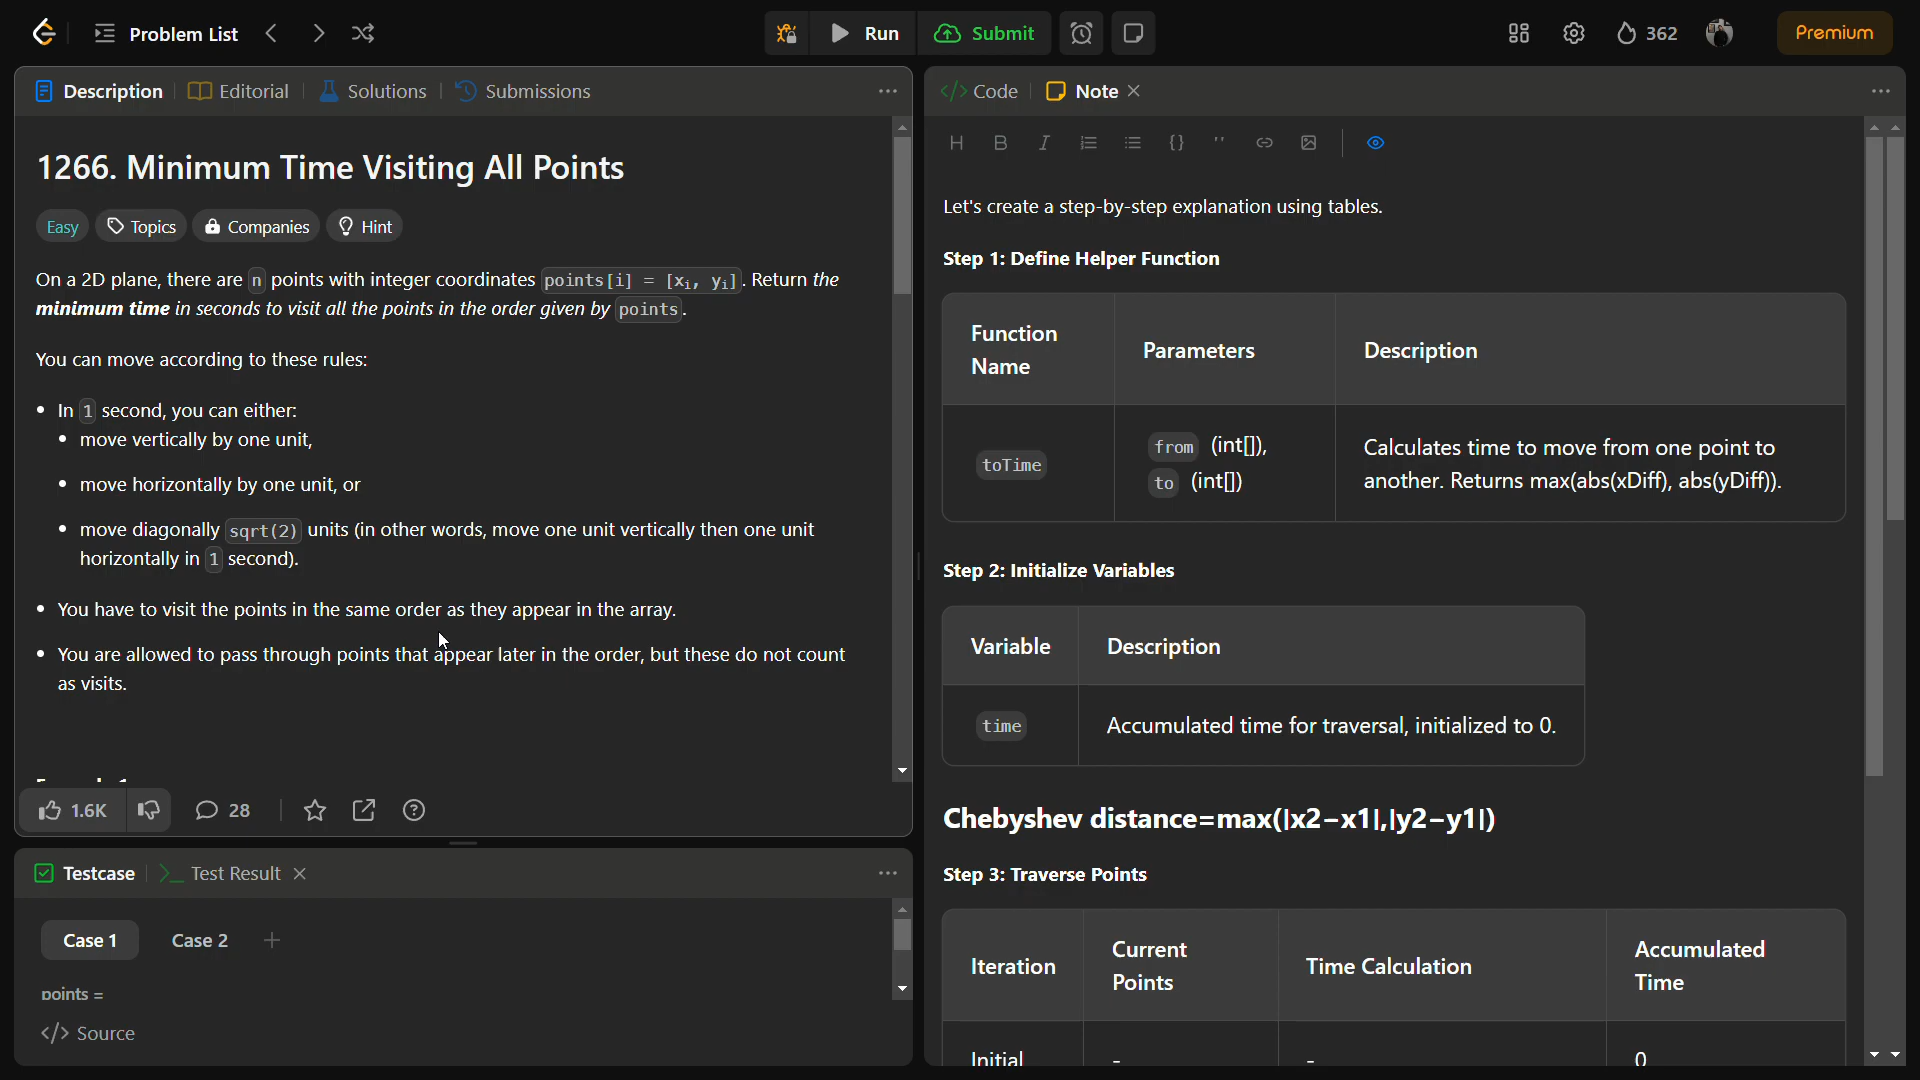 Problem List
Run
Submit
362
Premium
Description
Editorial
Solutions
Submissions
1266. Minimum Time Visiting All Points
Easy
Topics
Companies
Hint
On a 2D plane, there are n points with integer coordinates points[i] = [xᵢ, yᵢ]. Return the
minimum time in seconds to visit all the points in the order given by points.
You can move according to these rules:
• In 1 second, you can either:
• move vertically by one unit,
• move horizontally by one unit, or
• move diagonally sqrt(2) units (in other words, move one unit vertically then one unit
horizontally in 1 second).
• You have to visit the points in the same order as they appear in the array.
• You are allowed to pass through points that appear later in the order, but these do not count
as visits.
1.6K
28
Testcase
Test Result
Case 1
Case 2
points =
</> Source
</> Code
Note
H B I {} "
Let's create a step-by-step explanation using tables.
Step 1: Define Helper Function
Function
Name
Parameters
Description
toTime
from (int[]),
to (int[])
Calculates time to move from one point to
another. Returns max(abs(xDiff), abs(yDiff)).
Step 2: Initialize Variables
Variable
Description
time
Accumulated time for traversal, initialized to 0.
Chebyshev distance=max(|x2−x1|,|y2−y1|)
Step 3: Traverse Points
Iteration
Current
Points
Time Calculation
Accumulated
Time
Initial
-
-
0